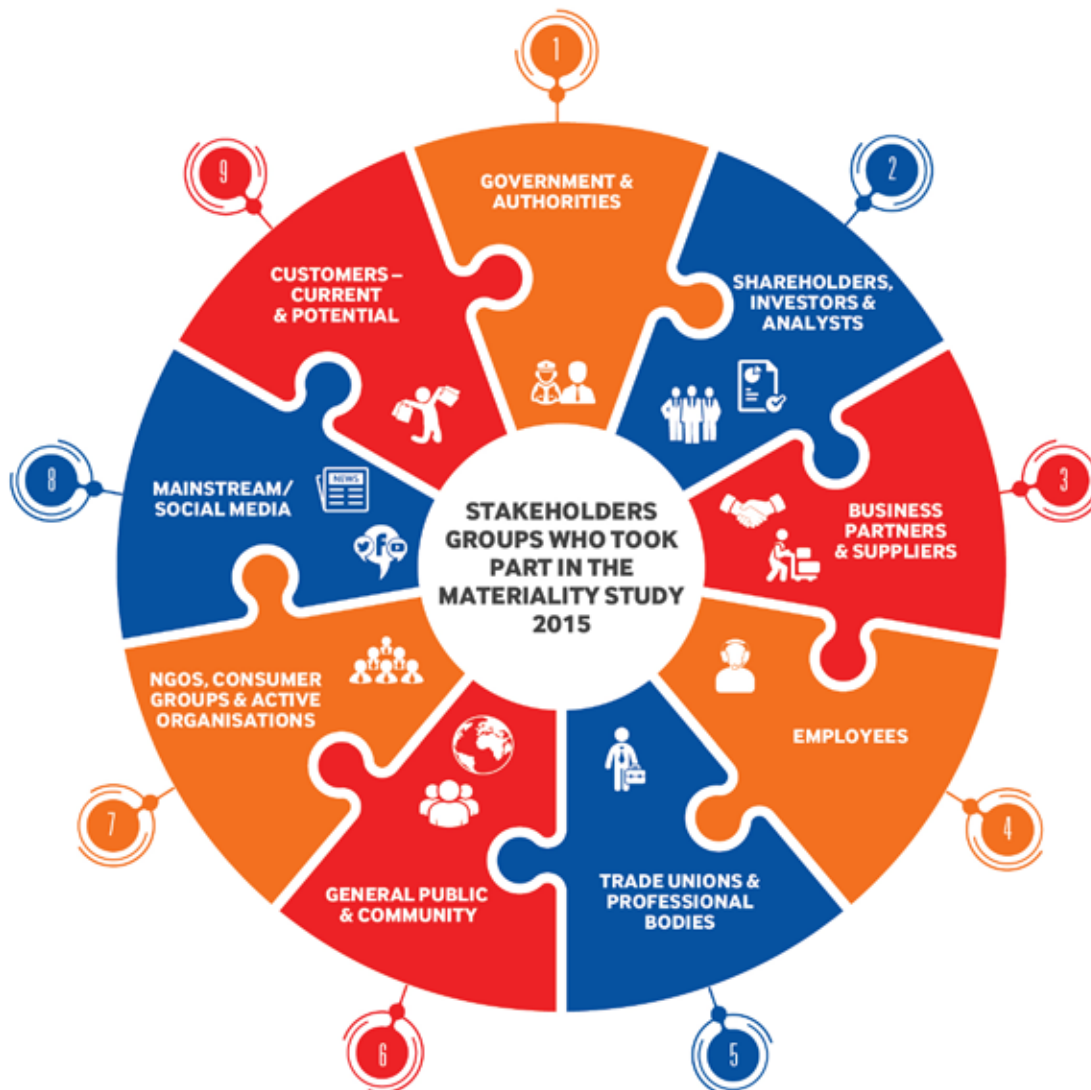 1
GOVERNMENT &
AUTHORITIES
2
SHAREHOLDERS,
INVESTORS &
ANALYSTS
3
BUSINESS
PARTNERS
& SUPPLIERS
4
EMPLOYEES
5
TRADE UNIONS &
PROFESSIONAL
BODIES
6
GENERAL PUBLIC
& COMMUNITY
7
NGOS, CONSUMER
GROUPS & ACTIVE
ORGANISATIONS
8
MAINSTREAM/
SOCIAL MEDIA
NEWS
9
CUSTOMERS –
CURRENT
& POTENTIAL
STAKEHOLDERS
GROUPS WHO TOOK
PART IN THE
MATERIALITY STUDY
2015